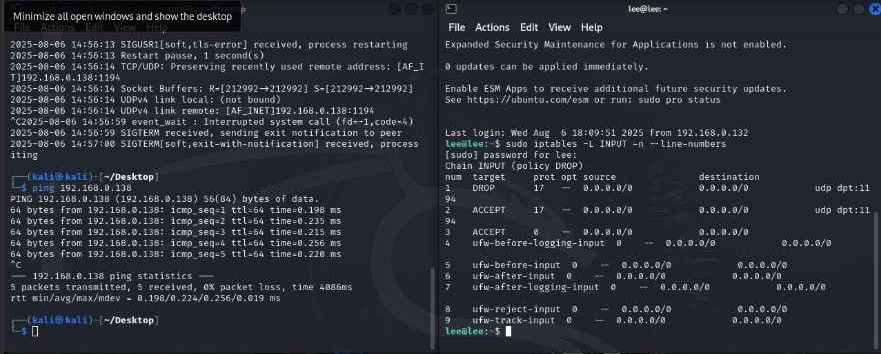 Minimize all open windows and show the desktop
File Actions Edit View Help
2025-08-06 14:56:13 SIGUSR1[soft,tls-error] received, process restarting
2025-08-06 14:56:13 Restart pause, 1 second(s)
2025-08-06 14:56:14 TCP/UDP: Preserving recently used remote address: [AF_I
T]192.168.0.138:1194
2025-08-06 14:56:14 Socket Buffers: R=[212992→212992] S=[212992→212992]
2025-08-06 14:56:14 UDPv4 link local: (not bound)
2025-08-06 14:56:14 UDPv4 link remote: [AF_INET]192.168.0.138:1194
^C2025-08-06 14:56:59 event_wait : Interrupted system call (fd=-1,code=4)
2025-08-06 14:56:59 SIGTERM received, sending exit notification to peer
2025-08-06 14:57:00 SIGTERM[soft,exit-with-notification] received, process
iting
(kali㉿kali)-[~/Desktop]
$ ping 192.168.0.138
PING 192.168.0.138 (192.168.0.138) 56(84) bytes of data.
64 bytes from 192.168.0.138: icmp_seq=1 ttl=64 time=0.198 ms
64 bytes from 192.168.0.138: icmp_seq=2 ttl=64 time=0.235 ms
64 bytes from 192.168.0.138: icmp_seq=3 ttl=64 time=0.215 ms
64 bytes from 192.168.0.138: icmp_seq=4 ttl=64 time=0.256 ms
64 bytes from 192.168.0.138: icmp_seq=5 ttl=64 time=0.220 ms
^C
--- 192.168.0.138 ping statistics ---
5 packets transmitted, 5 received, 0% packet loss, time 4086ms
rtt min/avg/max/mdev = 0.198/0.224/0.256/0.019 ms
(kali㉿kali)-[~/Desktop]
$
lee@lee: ~
File Actions Edit View Help
Expanded Security Maintenance for Applications is not enabled.
0 updates can be applied immediately.
Enable ESM Apps to receive additional future security updates.
See https://ubuntu.com/esm or run: sudo pro status
Last login: Wed Aug 6 18:09:51 2025 from 192.168.0.132
lee@lee:~$ sudo iptables -L INPUT -n --line-numbers
[sudo] password for lee:
Chain INPUT (policy DROP)
num target prot opt source destination
1 DROP 17 -- 0.0.0.0/0 0.0.0.0/0 udp dpt:11
94
2 ACCEPT 17 -- 0.0.0.0/0 0.0.0.0/0 udp dpt:11
94
3 ACCEPT 0 -- 0.0.0.0/0 0.0.0.0/0
4 ufw-before-logging-input 0 -- 0.0.0.0/0 0.0.0.0/0
5 ufw-before-input 0 -- 0.0.0.0/0 0.0.0.0/0
6 ufw-after-input 0 -- 0.0.0.0/0 0.0.0.0/0
7 ufw-after-logging-input 0 -- 0.0.0.0/0 0.0.0.0/0
8 ufw-reject-input 0 -- 0.0.0.0/0 0.0.0.0/0
9 ufw-track-input 0 -- 0.0.0.0/0 0.0.0.0/0
lee@lee:~$